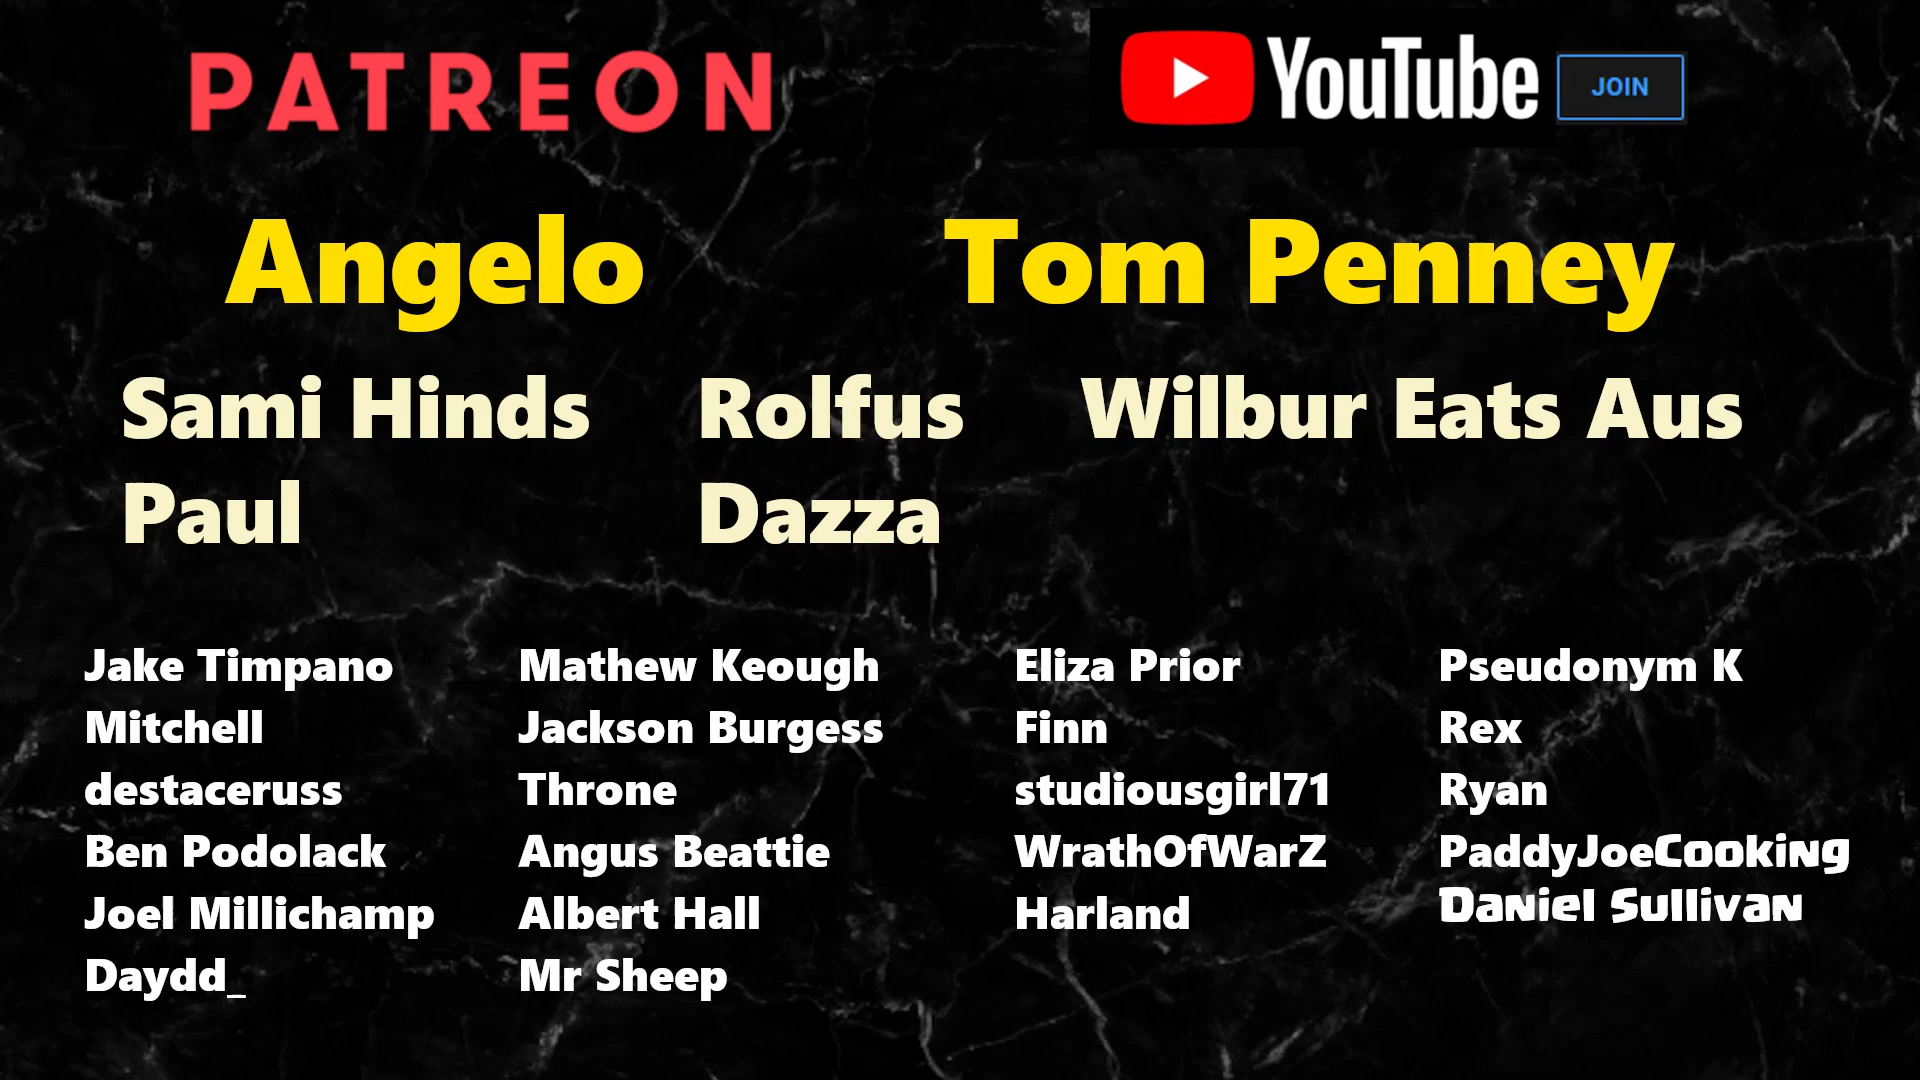 PATREON
YouTube JOIN
Angelo Tom Penney
Sami Hinds Rolfus Wilbur Eats Aus
Paul Dazza
Jake Timpano Mathew Keough Eliza Prior Pseudonym K
Mitchell Jackson Burgess Finn Rex
destaceruss Throne studiousgirl71 Ryan
Ben Podolack Angus Beattie WrathOfWarZ PaddyJoeCooking
Joel Millichamp Albert Hall Harland Daniel Sullivan
Daydd_ Mr Sheep